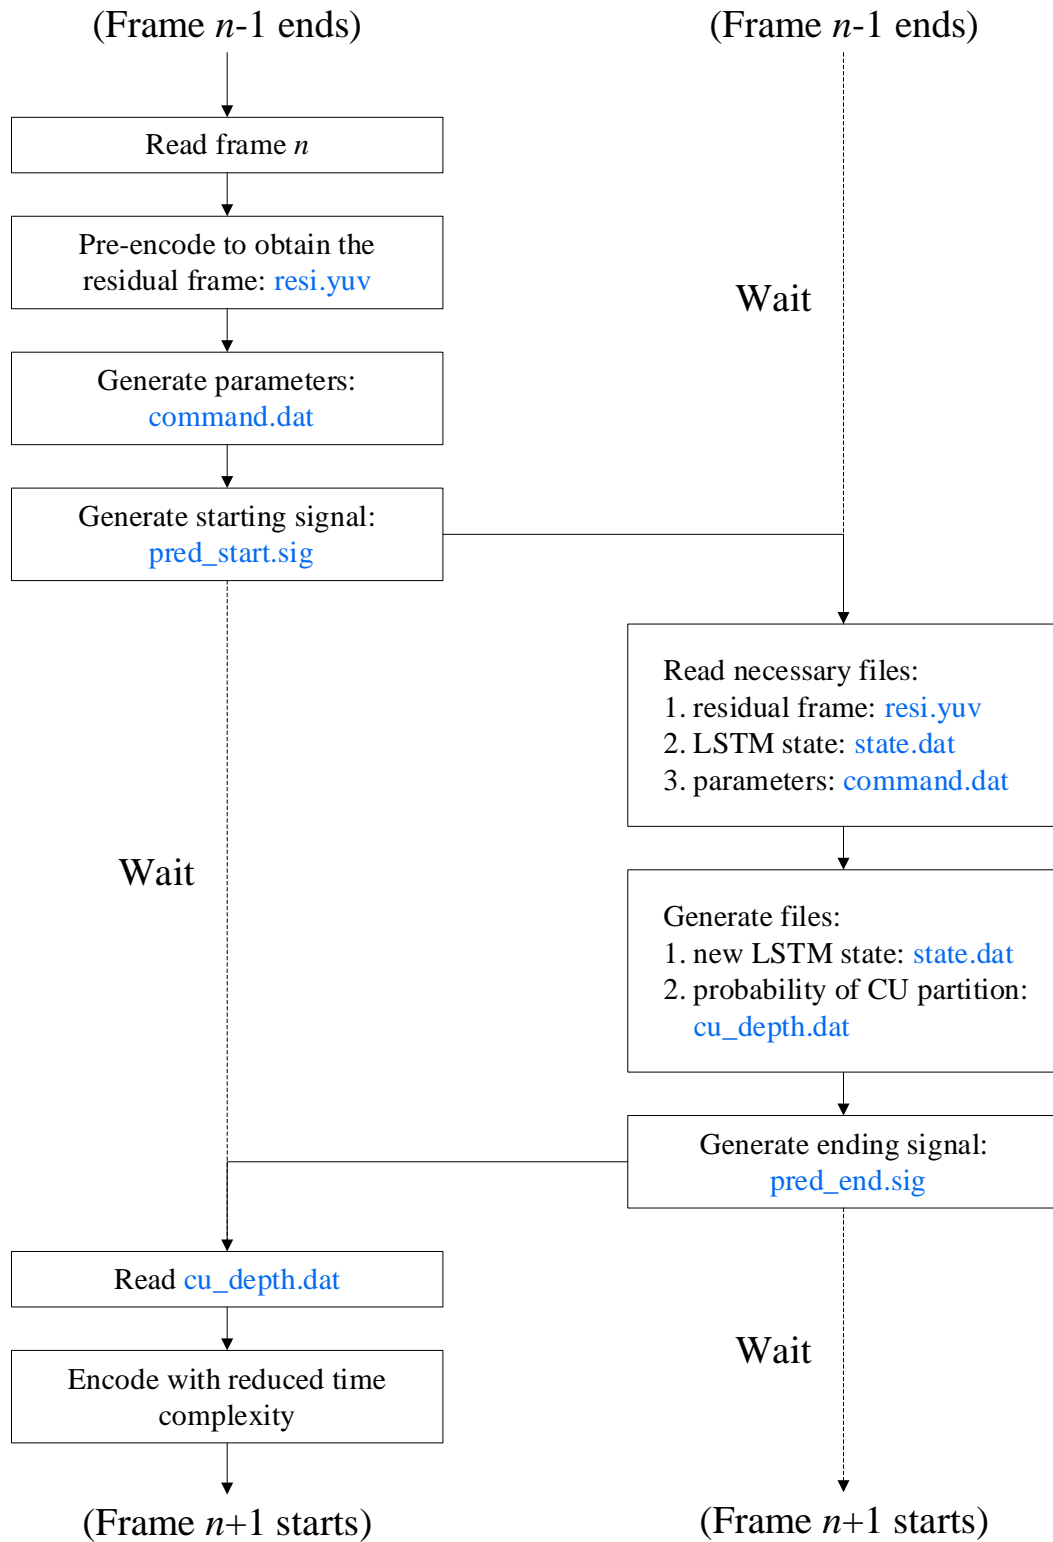 (Frame n-1 ends)
(Frame n-1 ends)
Read frame n
Pre-encode to obtain the
residual frame: resi.yuv
Wait
Generate parameters:
command.dat
Generate starting signal:
pred_start.sig
Read necessary files:
1. residual frame: resi.yuv
2. LSTM state: state.dat
3. parameters: command.dat
Wait
Generate files:
1. new LSTM state: state.dat
2. probability of CU partition:
cu_depth.dat
Generate ending signal:
pred_end.sig
Read cu_depth.dat
Wait
Encode with reduced time
complexity
(Frame n+1 starts)
(Frame n+1 starts)